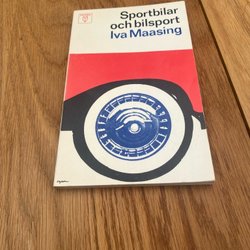 Sportbilar
och bilsport
Iva Maasing